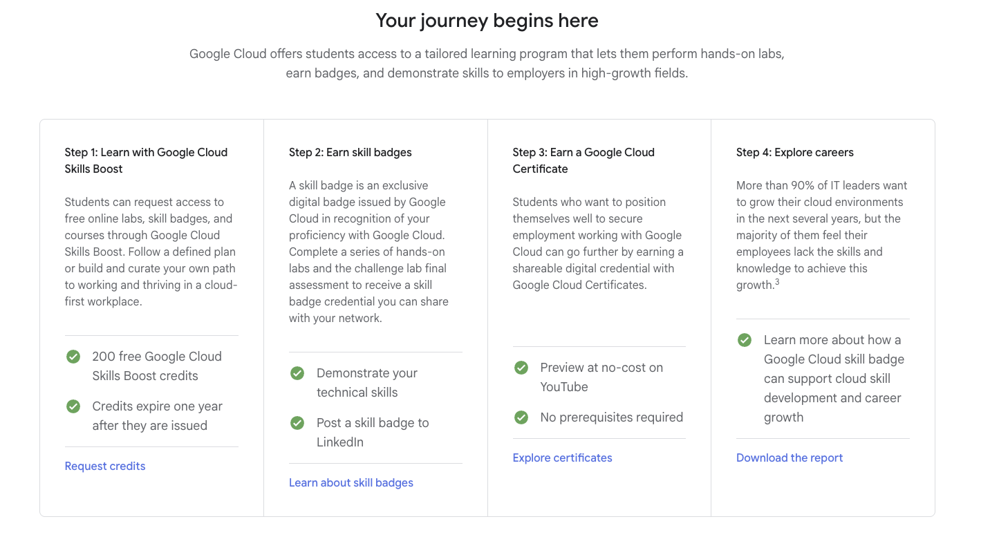 Your journey begins here
Google Cloud offers students access to a tailored learning program that lets them perform hands-on labs,
earn badges, and demonstrate skills to employers in high-growth fields.
Step 1: Learn with Google Cloud
Skills Boost
Students can request access to
free online labs, skill badges, and
courses through Google Cloud
Skills Boost. Follow a defined plan
or build and curate your own path
to working and thriving in a cloud-
first workplace.
200 free Google Cloud
Skills Boost credits
Credits expire one year
after they are issued
Request credits
Step 2: Earn skill badges
A skill badge is an exclusive
digital badge issued by Google
Cloud in recognition of your
proficiency with Google Cloud.
Complete a series of hands-on
labs and the challenge lab final
assessment to receive a skill
badge credential you can share
with your network.
Demonstrate your
technical skills
Post a skill badge to
LinkedIn
Learn about skill badges
Step 3: Earn a Google Cloud
Certificate
Students who want to position
themselves well to secure
employment working with Google
Cloud can go further by earning a
shareable digital credential with
Google Cloud Certificates.
Preview at no-cost on
YouTube
No prerequisites required
Explore certificates
Step 4: Explore careers
More than 90% of IT leaders want
to grow their cloud environments
in the next several years, but the
majority of them feel their
employees lack the skills and
knowledge to achieve this
growth.³
Learn more about how a
Google Cloud skill badge
can support cloud skill
development and career
growth
Download the report